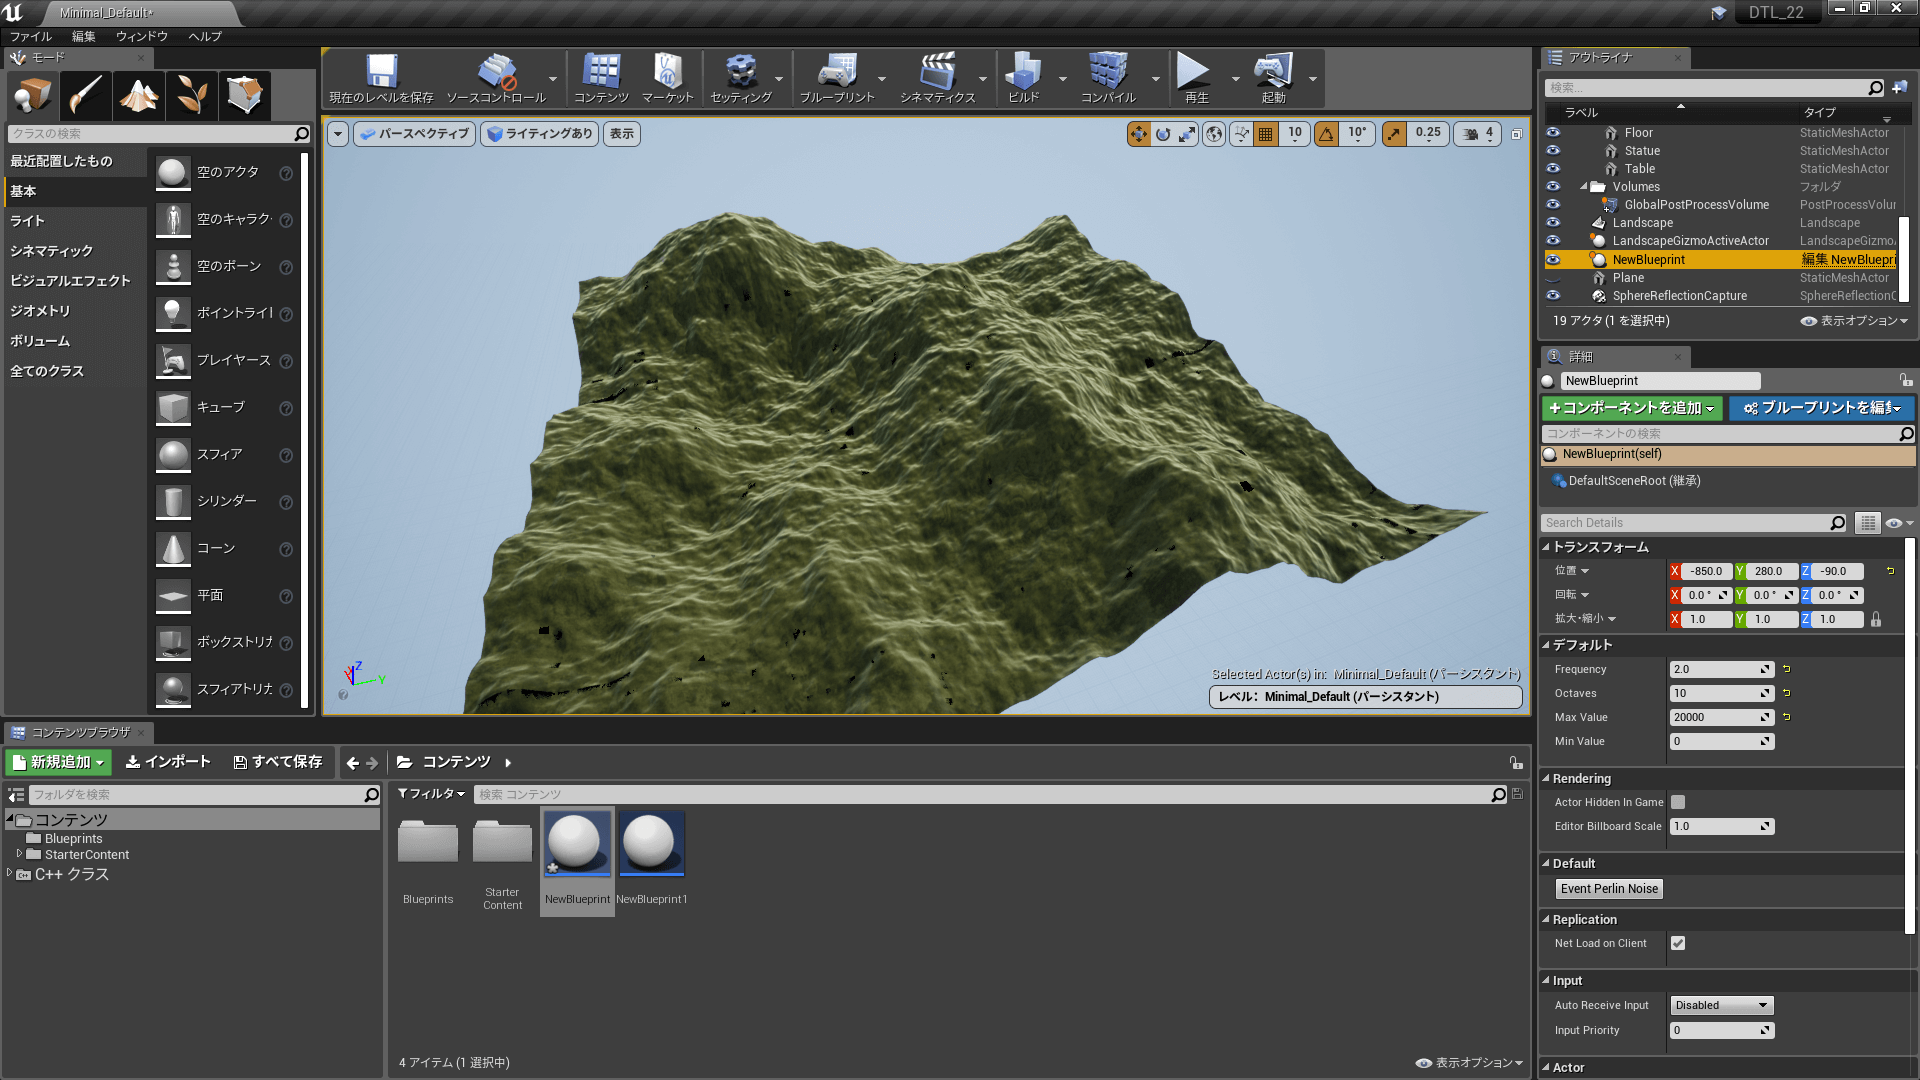 Minimal_Default*
DTL_22
ファイル 編集 ウィンドウ ヘルプ
モード
クラスの検索
最近配置したもの
基本
ライト
シネマティック
ビジュアルエフェクト
ジオメトリ
ボリューム
全てのクラス
空のアクタ
空のキャラク
空のポーン
ポイントライ
プレイヤース
キューブ
スフィア
シリンダー
コーン
平面
ボックストリガ
スフィアトリガ
現在のレベルを保存 ソースコントロール コンテンツ マーケット セッティング ブループリント シネマティクス ビルド コンパイル 再生 起動
パースペクティブ ライティングあり 表示
10 10° 0.25 4
Z
X
Y
Selected Actor(s) in: Minimal_Default (パーシスタント)
レベル: Minimal_Default (パーシスタント)
アウトライナ
検索...
ラベル タイプ
Floor StaticMeshActor
Statue StaticMeshActor
Table StaticMeshActor
Volumes フォルダ
GlobalPostProcessVolume PostProcessVolur
Landscape Landscape
LandscapeGizmoActiveActor LandscapeGizmo
NewBlueprint 編集 NewBluepri
Plane StaticMeshActor
SphereReflectionCapture SphereReflectionC
19 アクタ (1 を選択中) 表示オプション
詳細
NewBlueprint
+コンポーネントを追加 ブループリントを編集
コンポーネントの検索
NewBlueprint(self)
DefaultSceneRoot (継承)
Search Details
トランスフォーム
位置 X -850.0 Y 280.0 Z -90.0
回転 X 0.0 ° Y 0.0 ° Z 0.0 °
拡大・縮小 X 1.0 Y 1.0 Z 1.0
デフォルト
Frequency 2.0
Octaves 10
Max Value 20000
Min Value 0
Rendering
Actor Hidden In Game
Editor Billboard Scale 1.0
Default
Event Perlin Noise
Replication
Net Load on Client
Input
Auto Receive Input Disabled
Input Priority 0
Actor
コンテンツブラウザ
新規追加 インポート すべて保存 コンテンツ
フォルダを検索
コンテンツ
Blueprints
StarterContent
C++ クラス
フィルタ 検索 コンテンツ
Blueprints
Starter
Content
NewBlueprint
NewBlueprint1
4 アイテム (1 選択中) 表示オプション